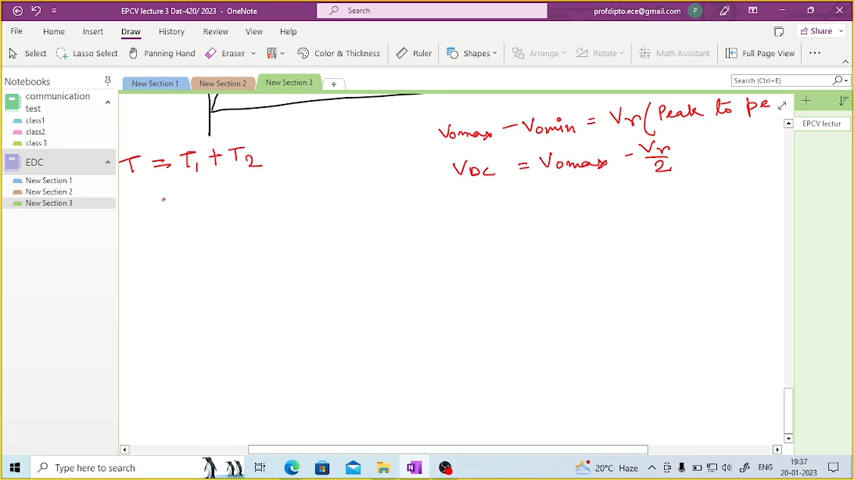 EPCV lecture 3 Dat-420/ 2023 - OneNote
Search
profdipto.ece@gmail.com
P
File
Home
Insert
Draw
History
Review
View
Help
Share
Select
Lasso Select
Panning Hand
Eraser
Color & Thickness
Ruler
Shapes
Arrange
Rotate
Math Assistant
Full Page View
Notebooks
New Section 1
New Section 2
New Section 3
Search (Ctrl+E)
communication
test
class1
class2
class 3
EDC
New Section 1
New Section 2
New Section 3
EPCV lectur
Vomax - Vomin = Vr (Peak to pe
T = T1 + T2
VDC = Vomax - Vr/2
Type here to search
20°C Haze
ENG
19:37
20-01-2023